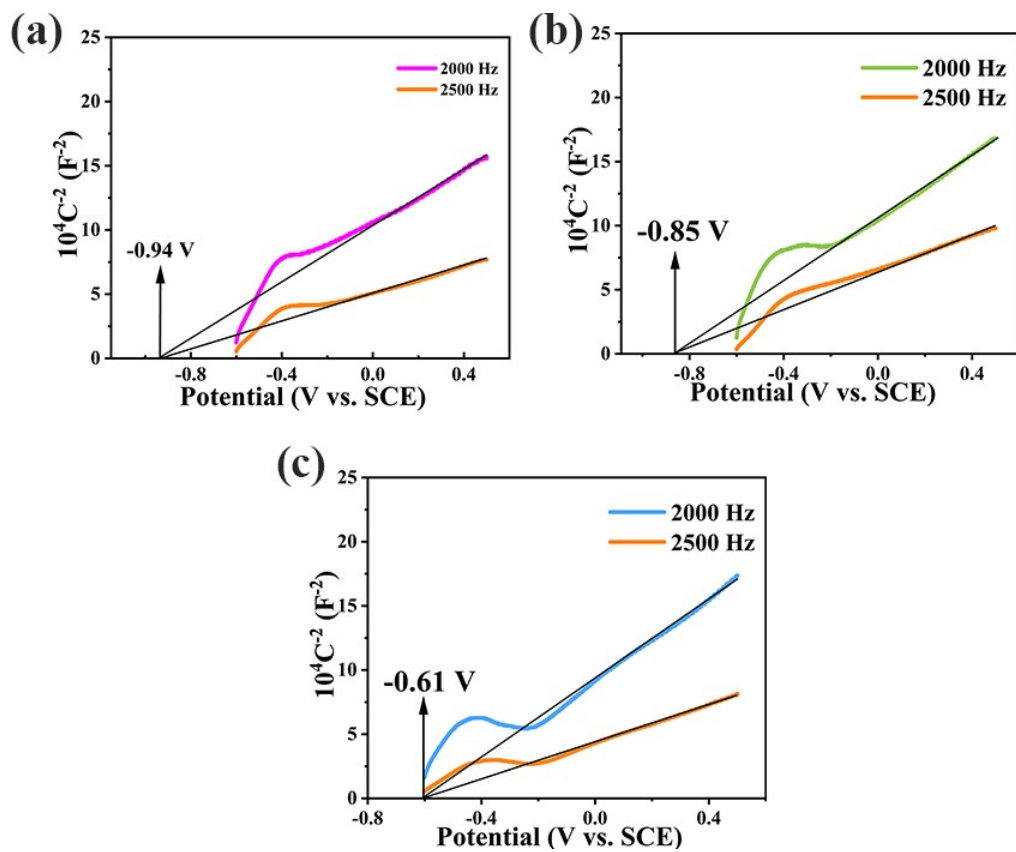 (a)
2000 Hz
2500 Hz
10⁴C⁻² (F⁻²)
25
20
15
10
5
0
-0.94 V
-0.8 -0.4 0.0 0.4
Potential (V vs. SCE)
(b)
2000 Hz
2500 Hz
10⁴C⁻² (F⁻²)
25
20
15
10
5
0
-0.85 V
-0.8 -0.4 0.0 0.4
Potential (V vs. SCE)
(c)
2000 Hz
2500 Hz
10⁴C⁻² (F⁻²)
25
20
15
10
5
0
-0.61 V
-0.8 -0.4 0.0 0.4
Potential (V vs. SCE)